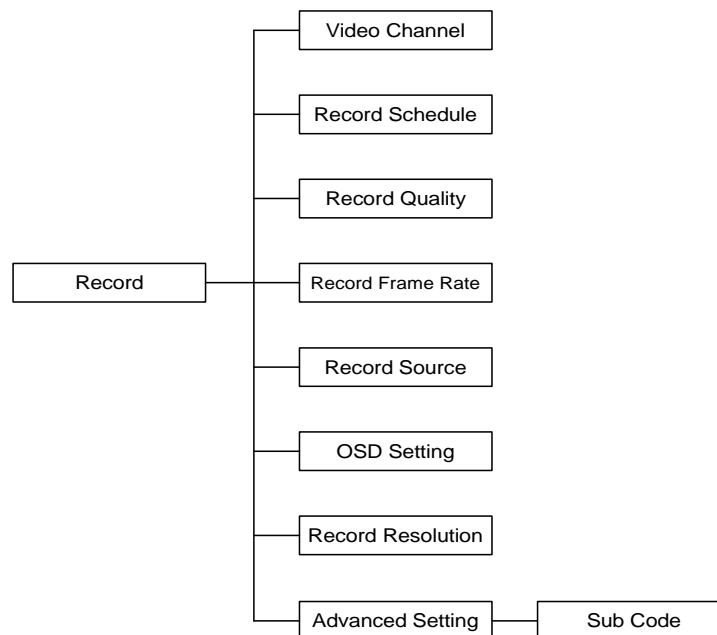 Video Channel
Record Schedule
Record Quality
Record
Record Frame Rate
Record Source
OSD Setting
Record Resolution
Advanced Setting
Sub Code